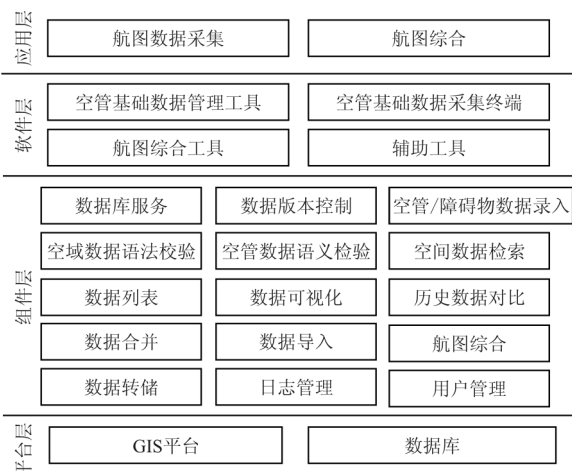 应用层
航图数据采集
航图综合
软件层
空管基础数据管理工具
空管基础数据采集终端
航图综合工具
辅助工具
组件层
数据库服务
数据版本控制
空管/障碍物数据录入
空域数据语法校验
空管数据语义检验
空间数据检索
数据列表
数据可视化
历史数据对比
数据合并
数据导入
航图综合
数据转储
日志管理
用户管理
平台层
GIS平台
数据库